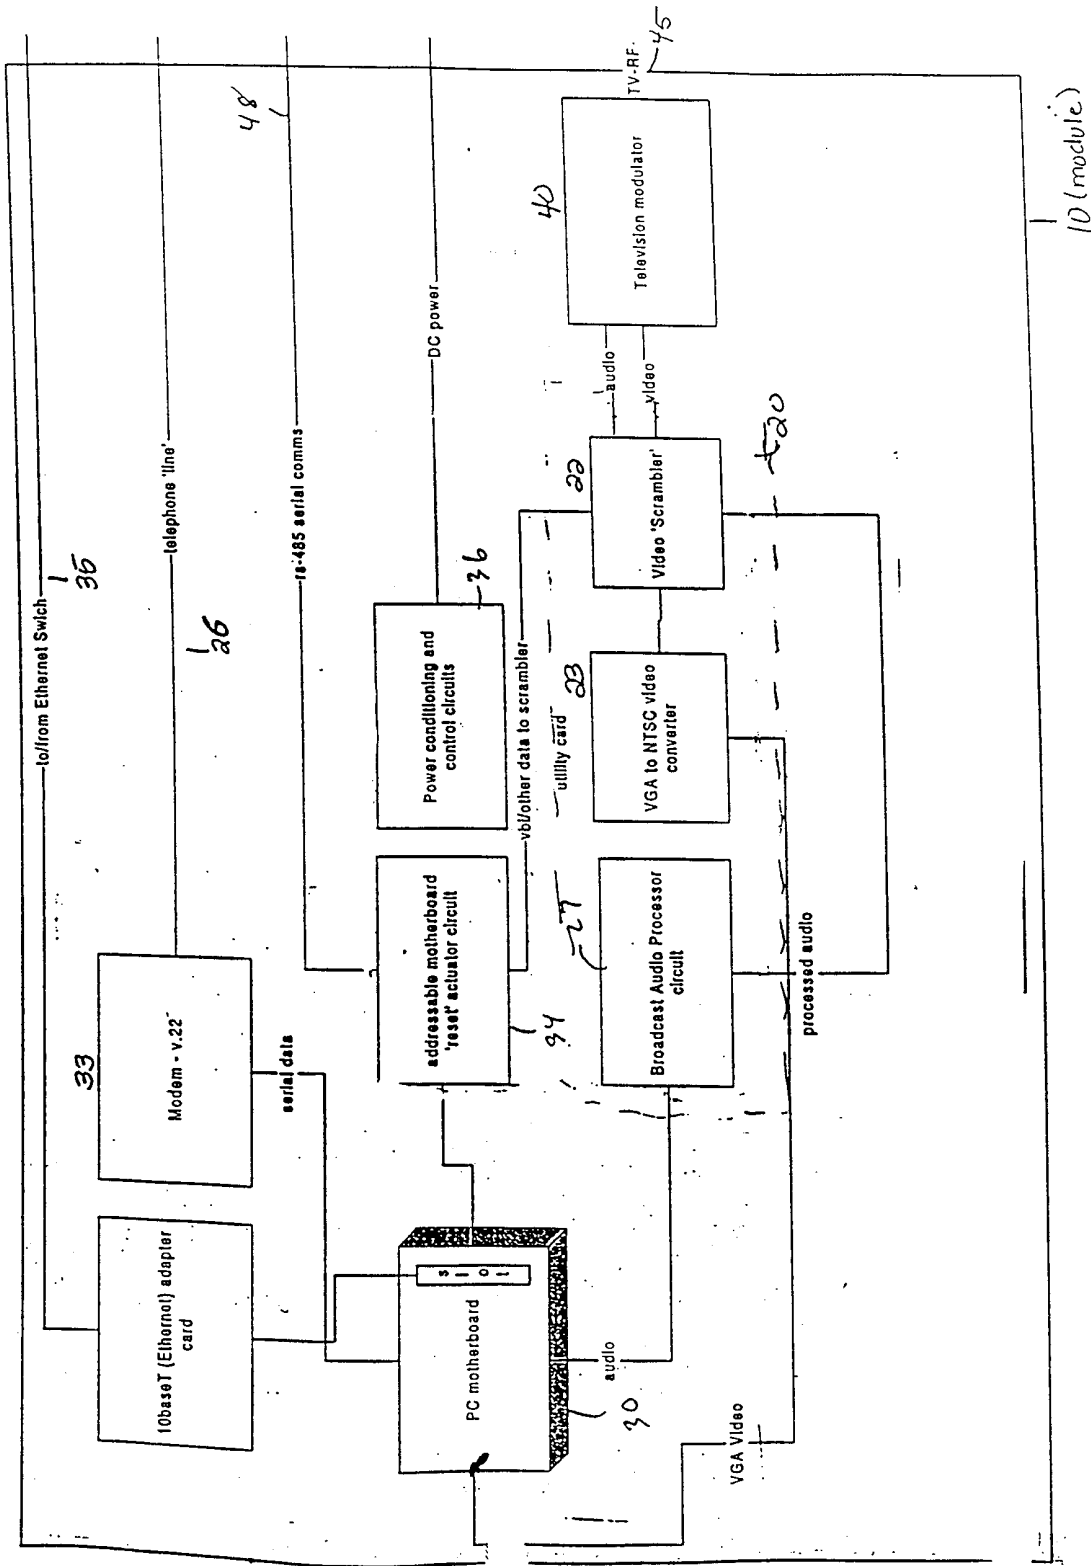 to/from Ethernet Swich
35
telephone 'line'
26
48
rs-485 serial comms
DC power
TV-RF
45
33
Modem - v.22
serial data
10baseT (Ethernet) adapter
card
slot
PC motherboard
30
audio
VGA Video
addressable motherboard
'reset' actuator circuit
34
Power conditioning and
control circuits
36
vbi/other data to scrambler
utility card
Broadcast Audio Processor
circuit
23
VGA to NTSC video
converter
22
Video 'Scrambler'
20
audio
video
40
Television modulator
processed audio
10 (module)